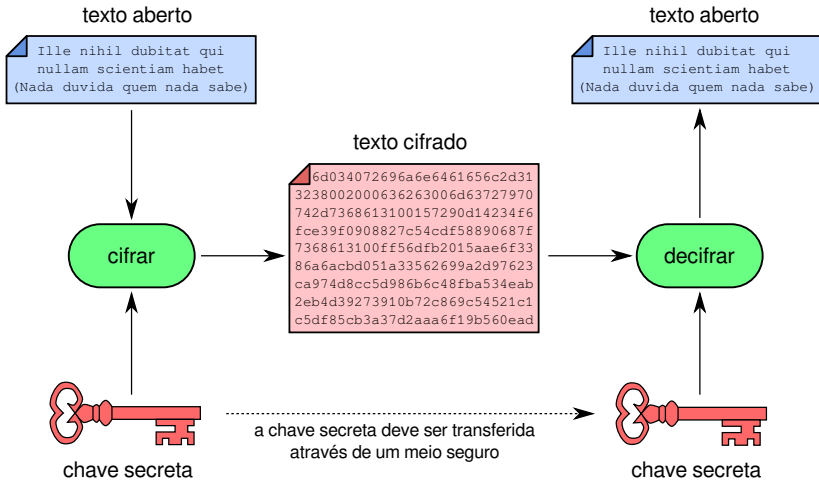 texto aberto
Ille nihil dubitat qui
nullam scientiam habet
(Nada duvida quem nada sabe)
cifrar
chave secreta
texto cifrado
6d034072696a6e6461656c2d31
3238002000636263006d63727970
742d7368613100157290d14234f6
fce39f0908827c54cdf58890687f
7368613100ff56dfb2015aae6f33
86a6acbd051a33562699a2d97623
ca974d8cc5d986b6c48fba534eab
2eb4d39273910b72c869c54521c1
c5df85cb3a37d2aaa6f19b560ead
a chave secreta deve ser transferida
através de um meio seguro
texto aberto
Ille nihil dubitat qui
nullam scientiam habet
(Nada duvida quem nada sabe)
decifrar
chave secreta